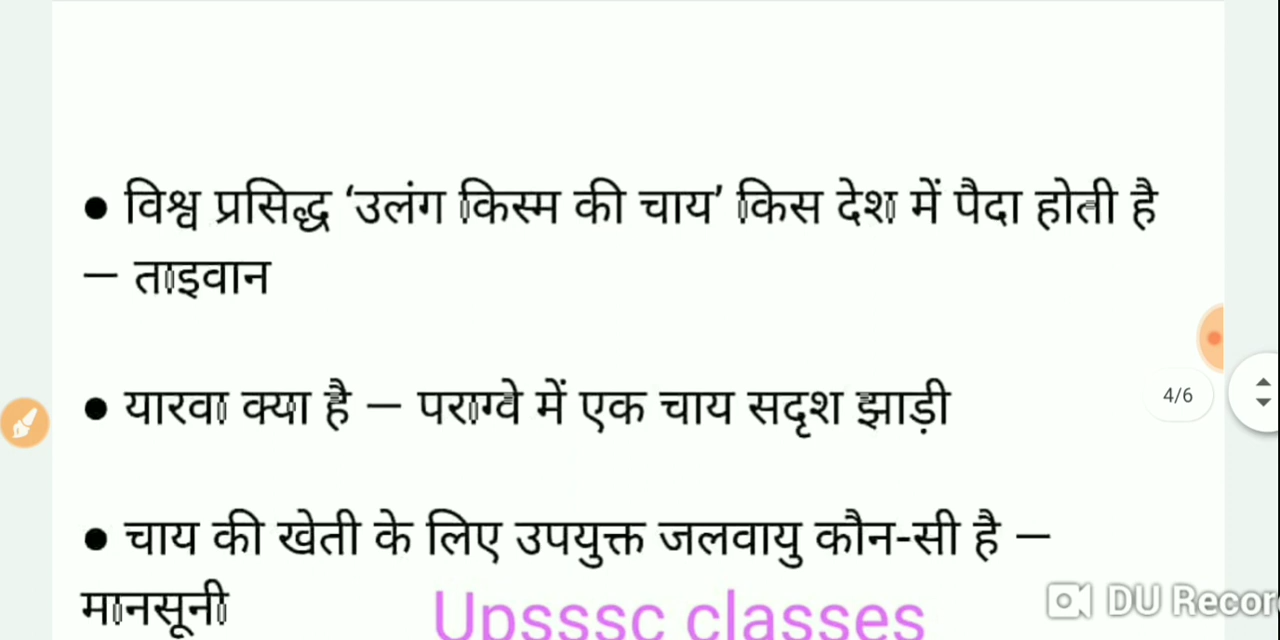 ● विश्व प्रसिद्ध ‘उलंग किस्म की चाय’ किस देश में पैदा होती है
– ताइवान
● यारवा क्या है – पराग्वे में एक चाय सदृश झाड़ी
4/6
● चाय की खेती के लिए उपयुक्त जलवायु कौन-सी है –
मानसूनी
Upsssc classes
DU Recor